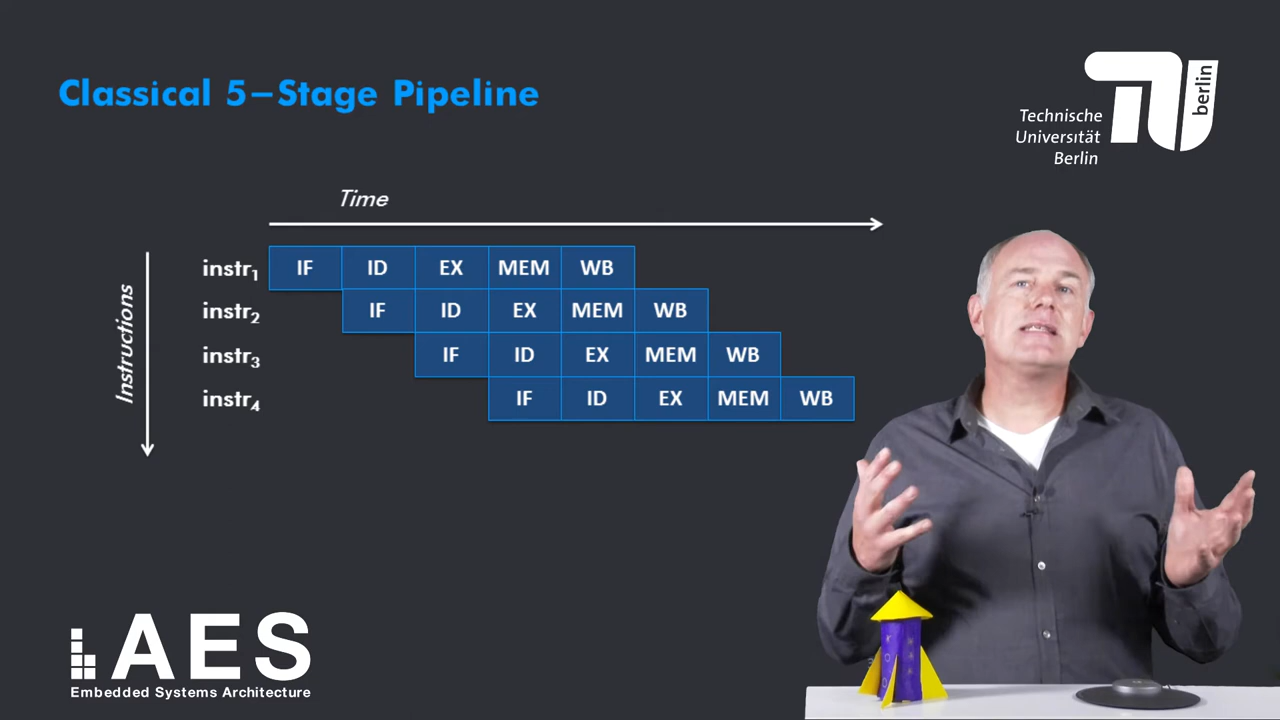 Classical 5–Stage Pipeline
berlin
Technische
Universität
Berlin
Time
Instructions
instr1 IF ID EX MEM WB
instr2 IF ID EX MEM WB
instr3 IF ID EX MEM WB
instr4 IF ID EX MEM WB
AES
Embedded Systems Architecture